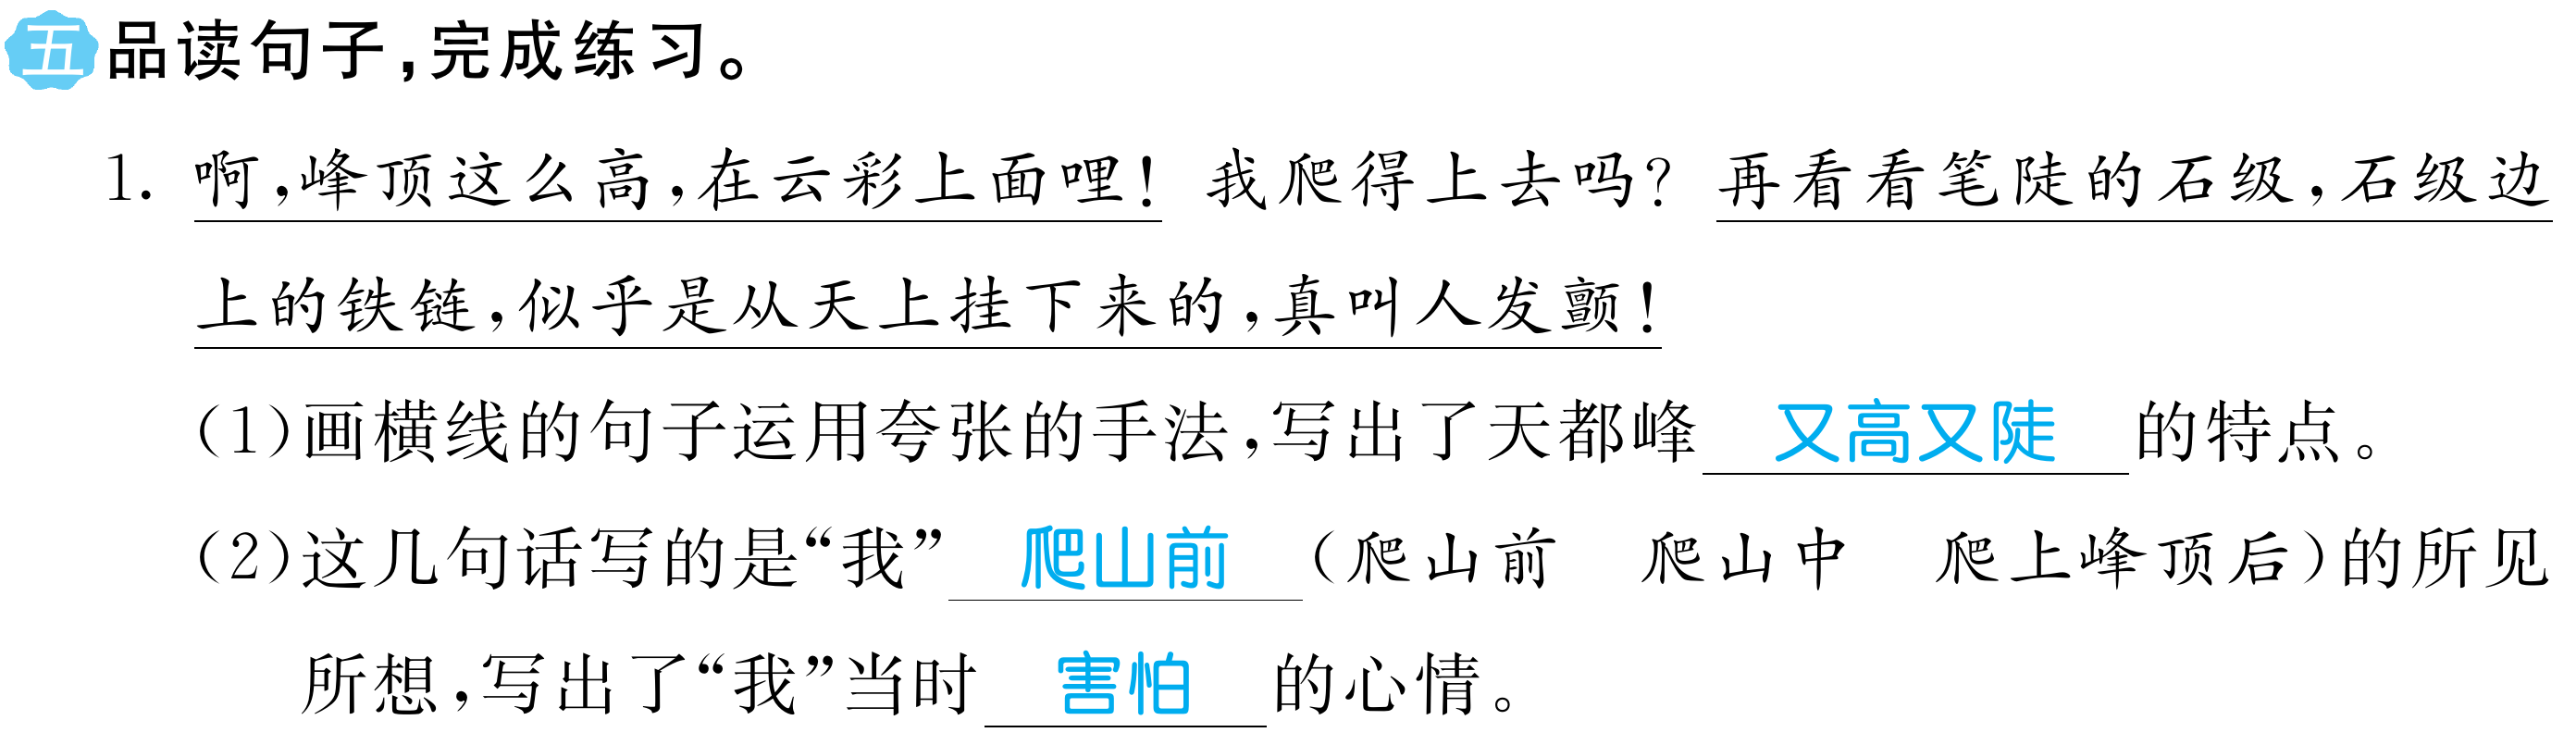 五品读句子,完成练习。
1. 啊,峰顶这么高,在云彩上面哩！ 我爬得上去吗？ 再看看笔陡的石级,石级边
上的铁链,似乎是从天上挂下来的,真叫人发颤！
(1)画横线的句子运用夸张的手法,写出了天都峰 又高又陡 的特点。
(2)这几句话写的是“我” 爬山前 (爬山前 爬山中 爬上峰顶后)的所见
所想,写出了“我”当时 害怕 的心情。